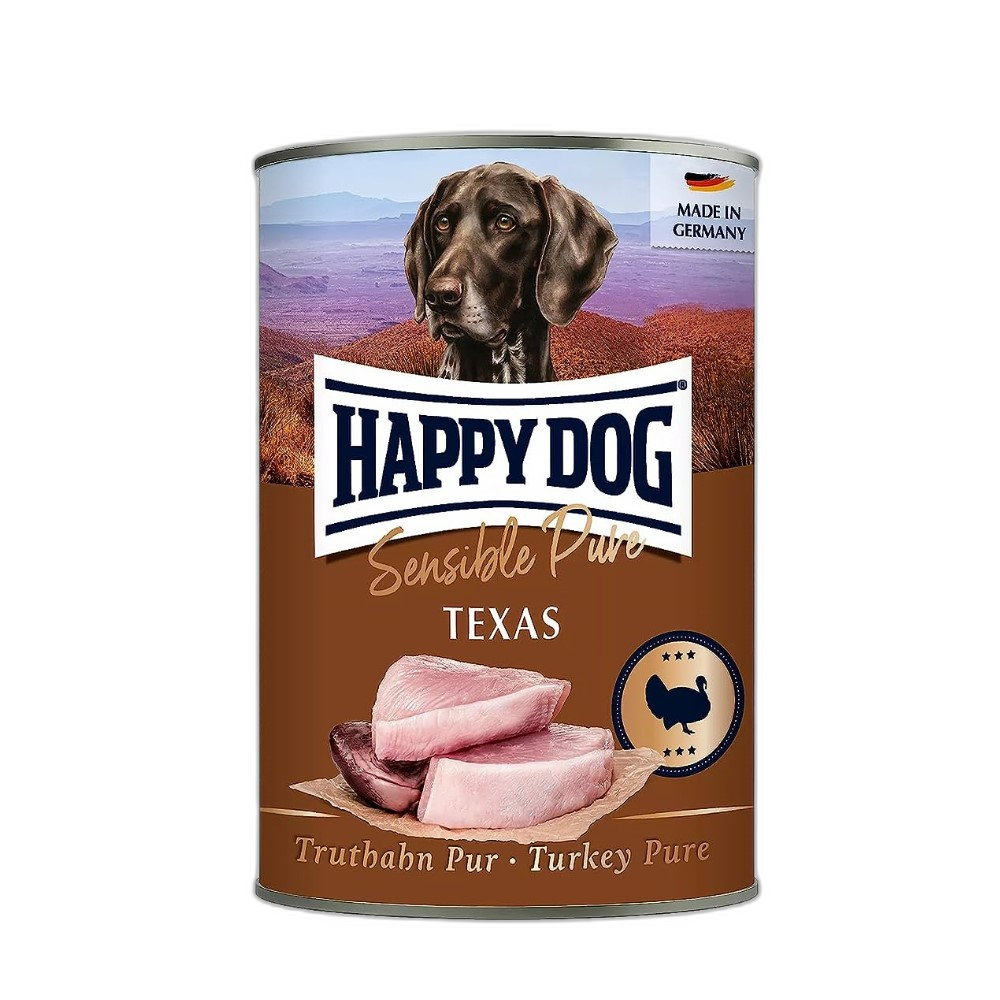 MADE IN
GERMANY
HAPPY DOG®
Sensible Pure
TEXAS
Truthahn Pur · Turkey Pure